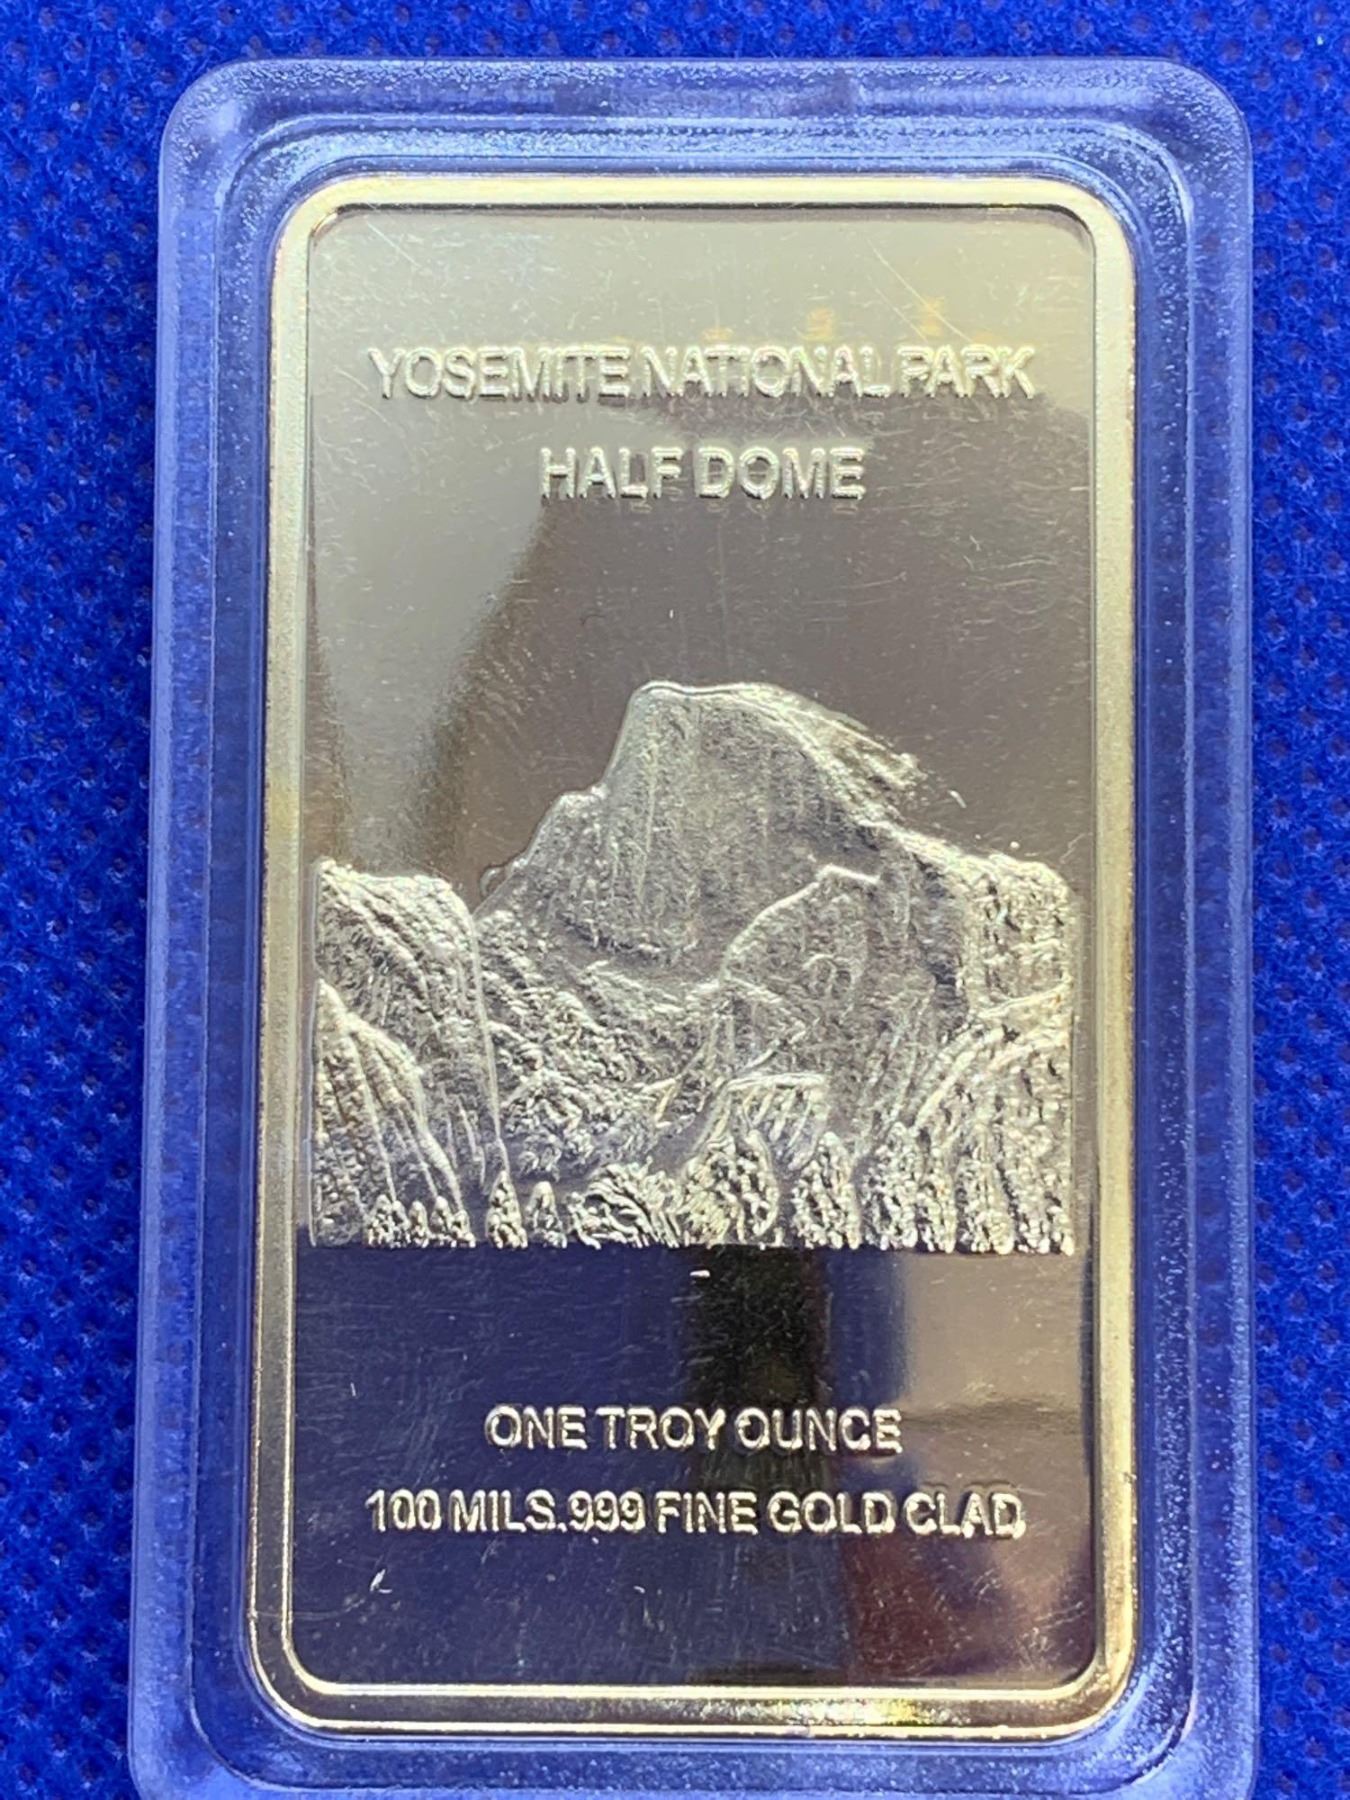 YOSEMITE NATIONAL PARK
HALF DOME
ONE TROY OUNCE
100 MILS .999 FINE GOLD CLAD